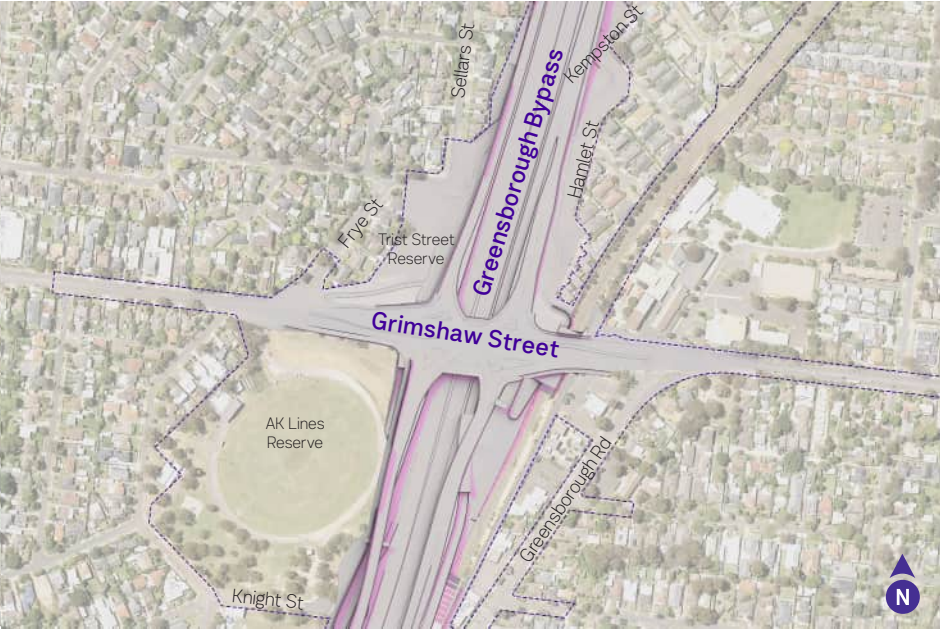 Sellars St
Kempston St
Greensborough Bypass
Hamlet St
Frye St
Trist Street
Reserve
Grimshaw Street
AK Lines
Reserve
Greensborough Rd
Knight St
N